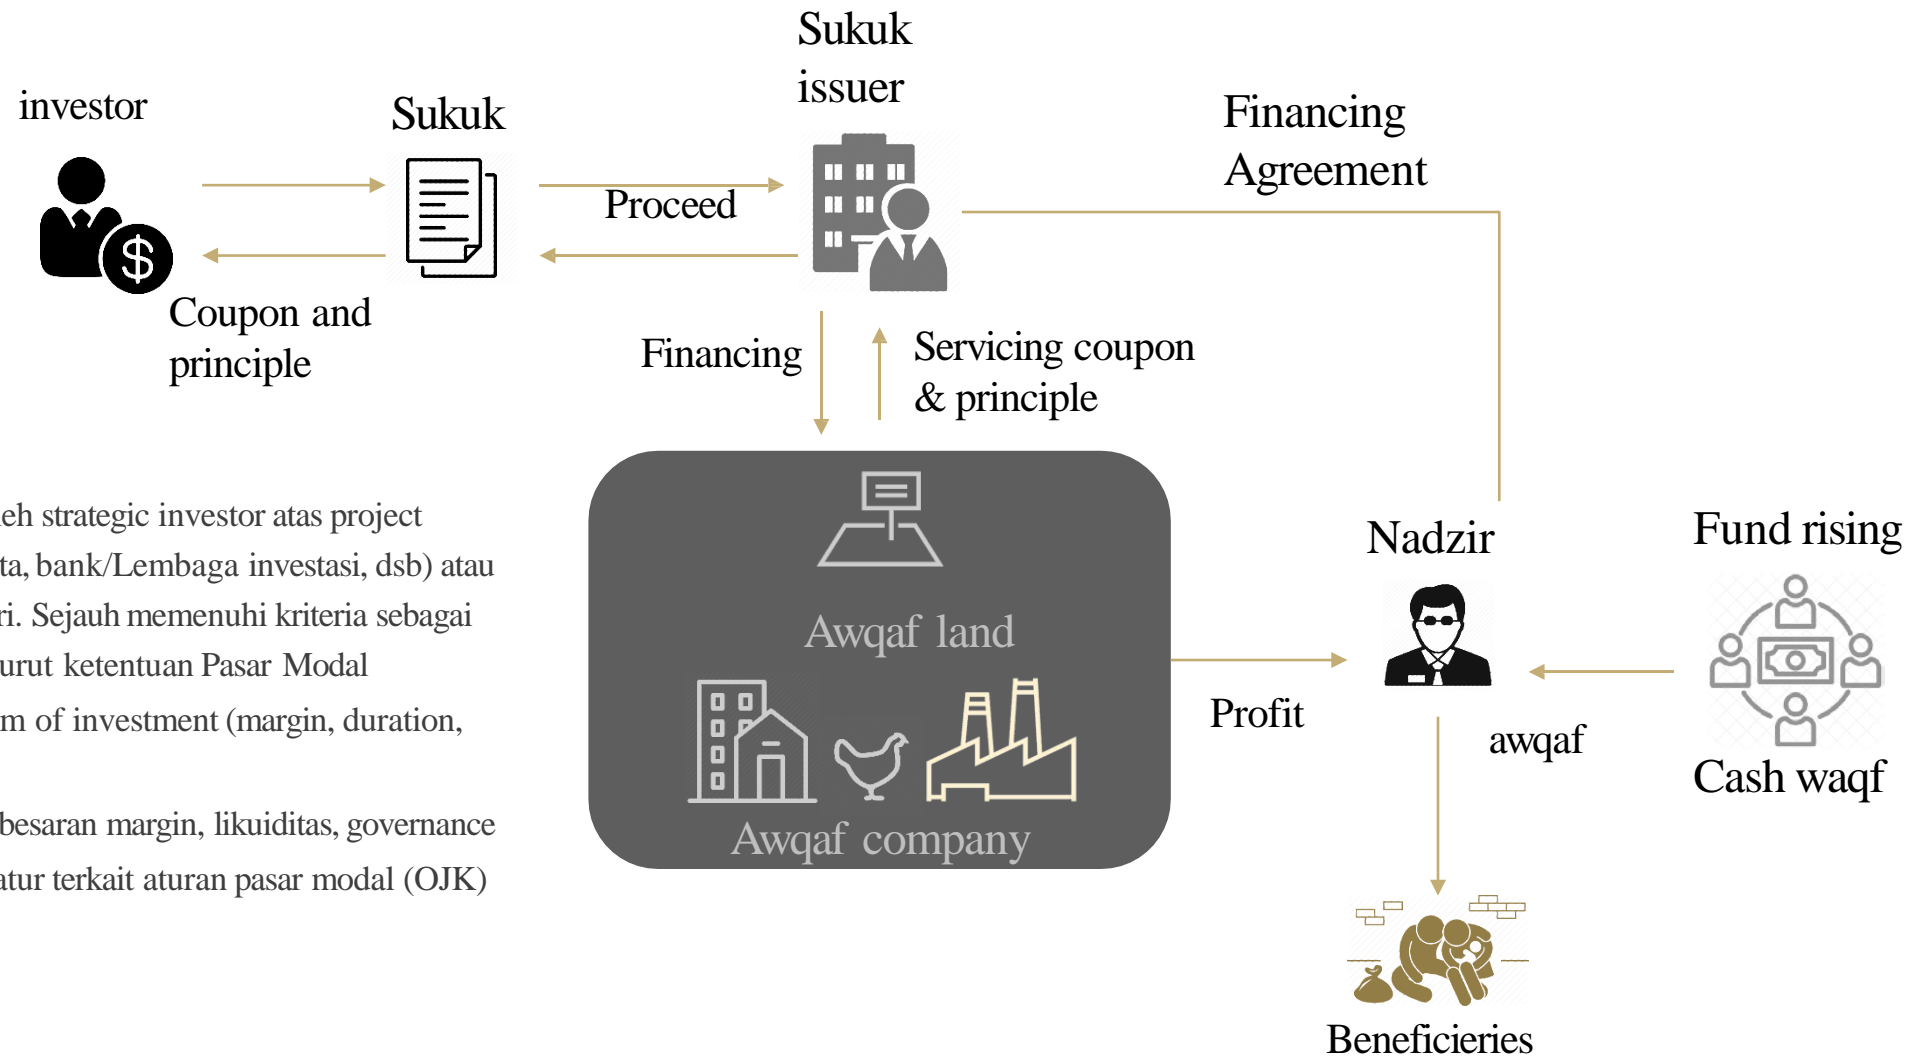 Sukuk
issuer
investor
Sukuk
Financing
Agreement
Proceed
$
Coupon and
principle
Financing
Servicing coupon
& principle
eh strategic investor atas project
ta, bank/Lembaga investasi, dsb) atau
ri. Sejauh memenuhi kriteria sebagai
urut ketentuan Pasar Modal
m of investment (margin, duration,
besaran margin, likuiditas, governance
atur terkait aturan pasar modal (OJK)
Awqaf land
Awqaf company
Nadzir
Fund rising
Profit
awqaf
Cash waqf
Beneficieries